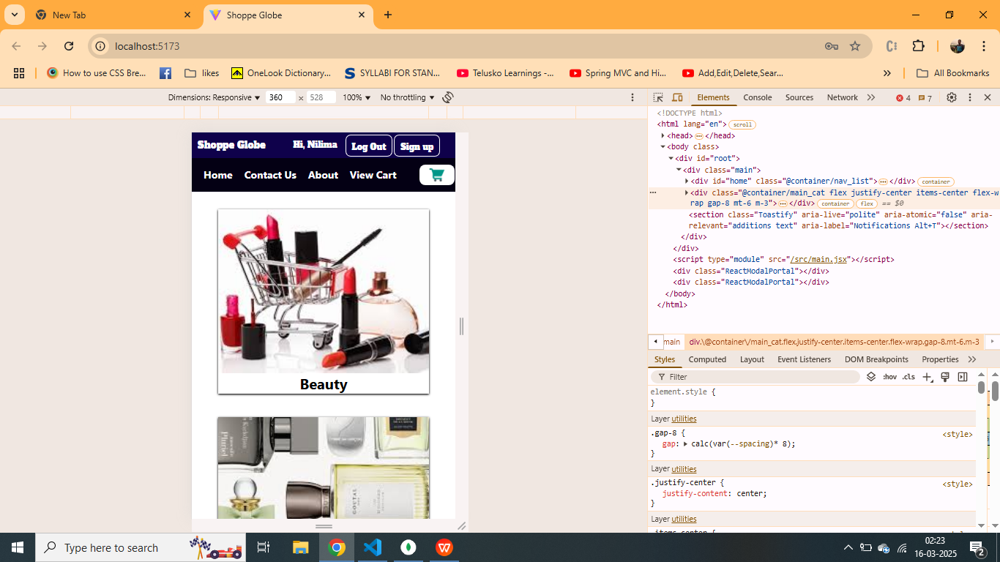 New Tab
Shoppe Globe
localhost:5173
How to use CSS Bre...
likes
OneLook Dictionary...
SYLLABI FOR STAN...
Telusko Learnings -...
Spring MVC and Hi...
Add,Edit,Delete,Sear...
All Bookmarks
Dimensions: Responsive
360
×
528
100%
No throttling
Elements
Console
Sources
Network
4
7
Shoppe Globe
Hi, Nilima
Log Out
Sign up
Home
Contact Us
About
View Cart
Beauty
<!DOCTYPE html>
<html lang="en"> scroll
<head> ... </head>
<body class>
<div id="root">
<div class="main">
<div id="home" class="@container/nav_list"> ... </div> container
<div class="@container/main_cat flex justify-center items-center flex-w
rap gap-8 mt-6 m-3"> ... </div> container flex == $0
<section class="Toastify" aria-live="polite" aria-atomic="false" aria-
relevant="additions text" aria-label="Notifications Alt+T"></section>
</div>
</div>
<script type="module" src="/src/main.jsx"></script>
<div class="ReactModalPortal"></div>
<div class="ReactModalPortal"></div>
</body>
</html>
main
div.\@container\/main_cat.flex.justify-center.items-center.flex-wrap.gap-8.mt-6.m-3
Styles
Computed
Layout
Event Listeners
DOM Breakpoints
Properties
Filter
:hov
.cls
element.style {
}
Layer utilities
.gap-8 {
<style>
gap: calc(var(--spacing)* 8);
}
Layer utilities
.justify-center {
<style>
justify-content: center;
}
Layer utilities
Type here to search
02:23
16-03-2025
2